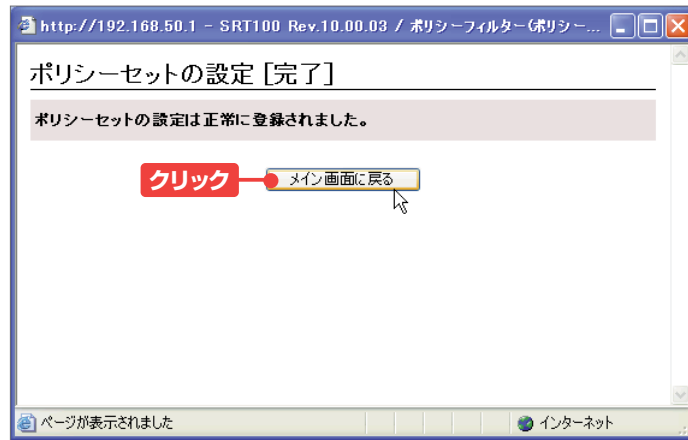 http://192.168.50.1 - SRT100 Rev.10.00.03 / ポリシーフィルター(ポリシー...
ポリシーセットの設定 [完了]
ポリシーセットの設定は正常に登録されました。
クリック
メイン画面に戻る
ページが表示されました
インターネット